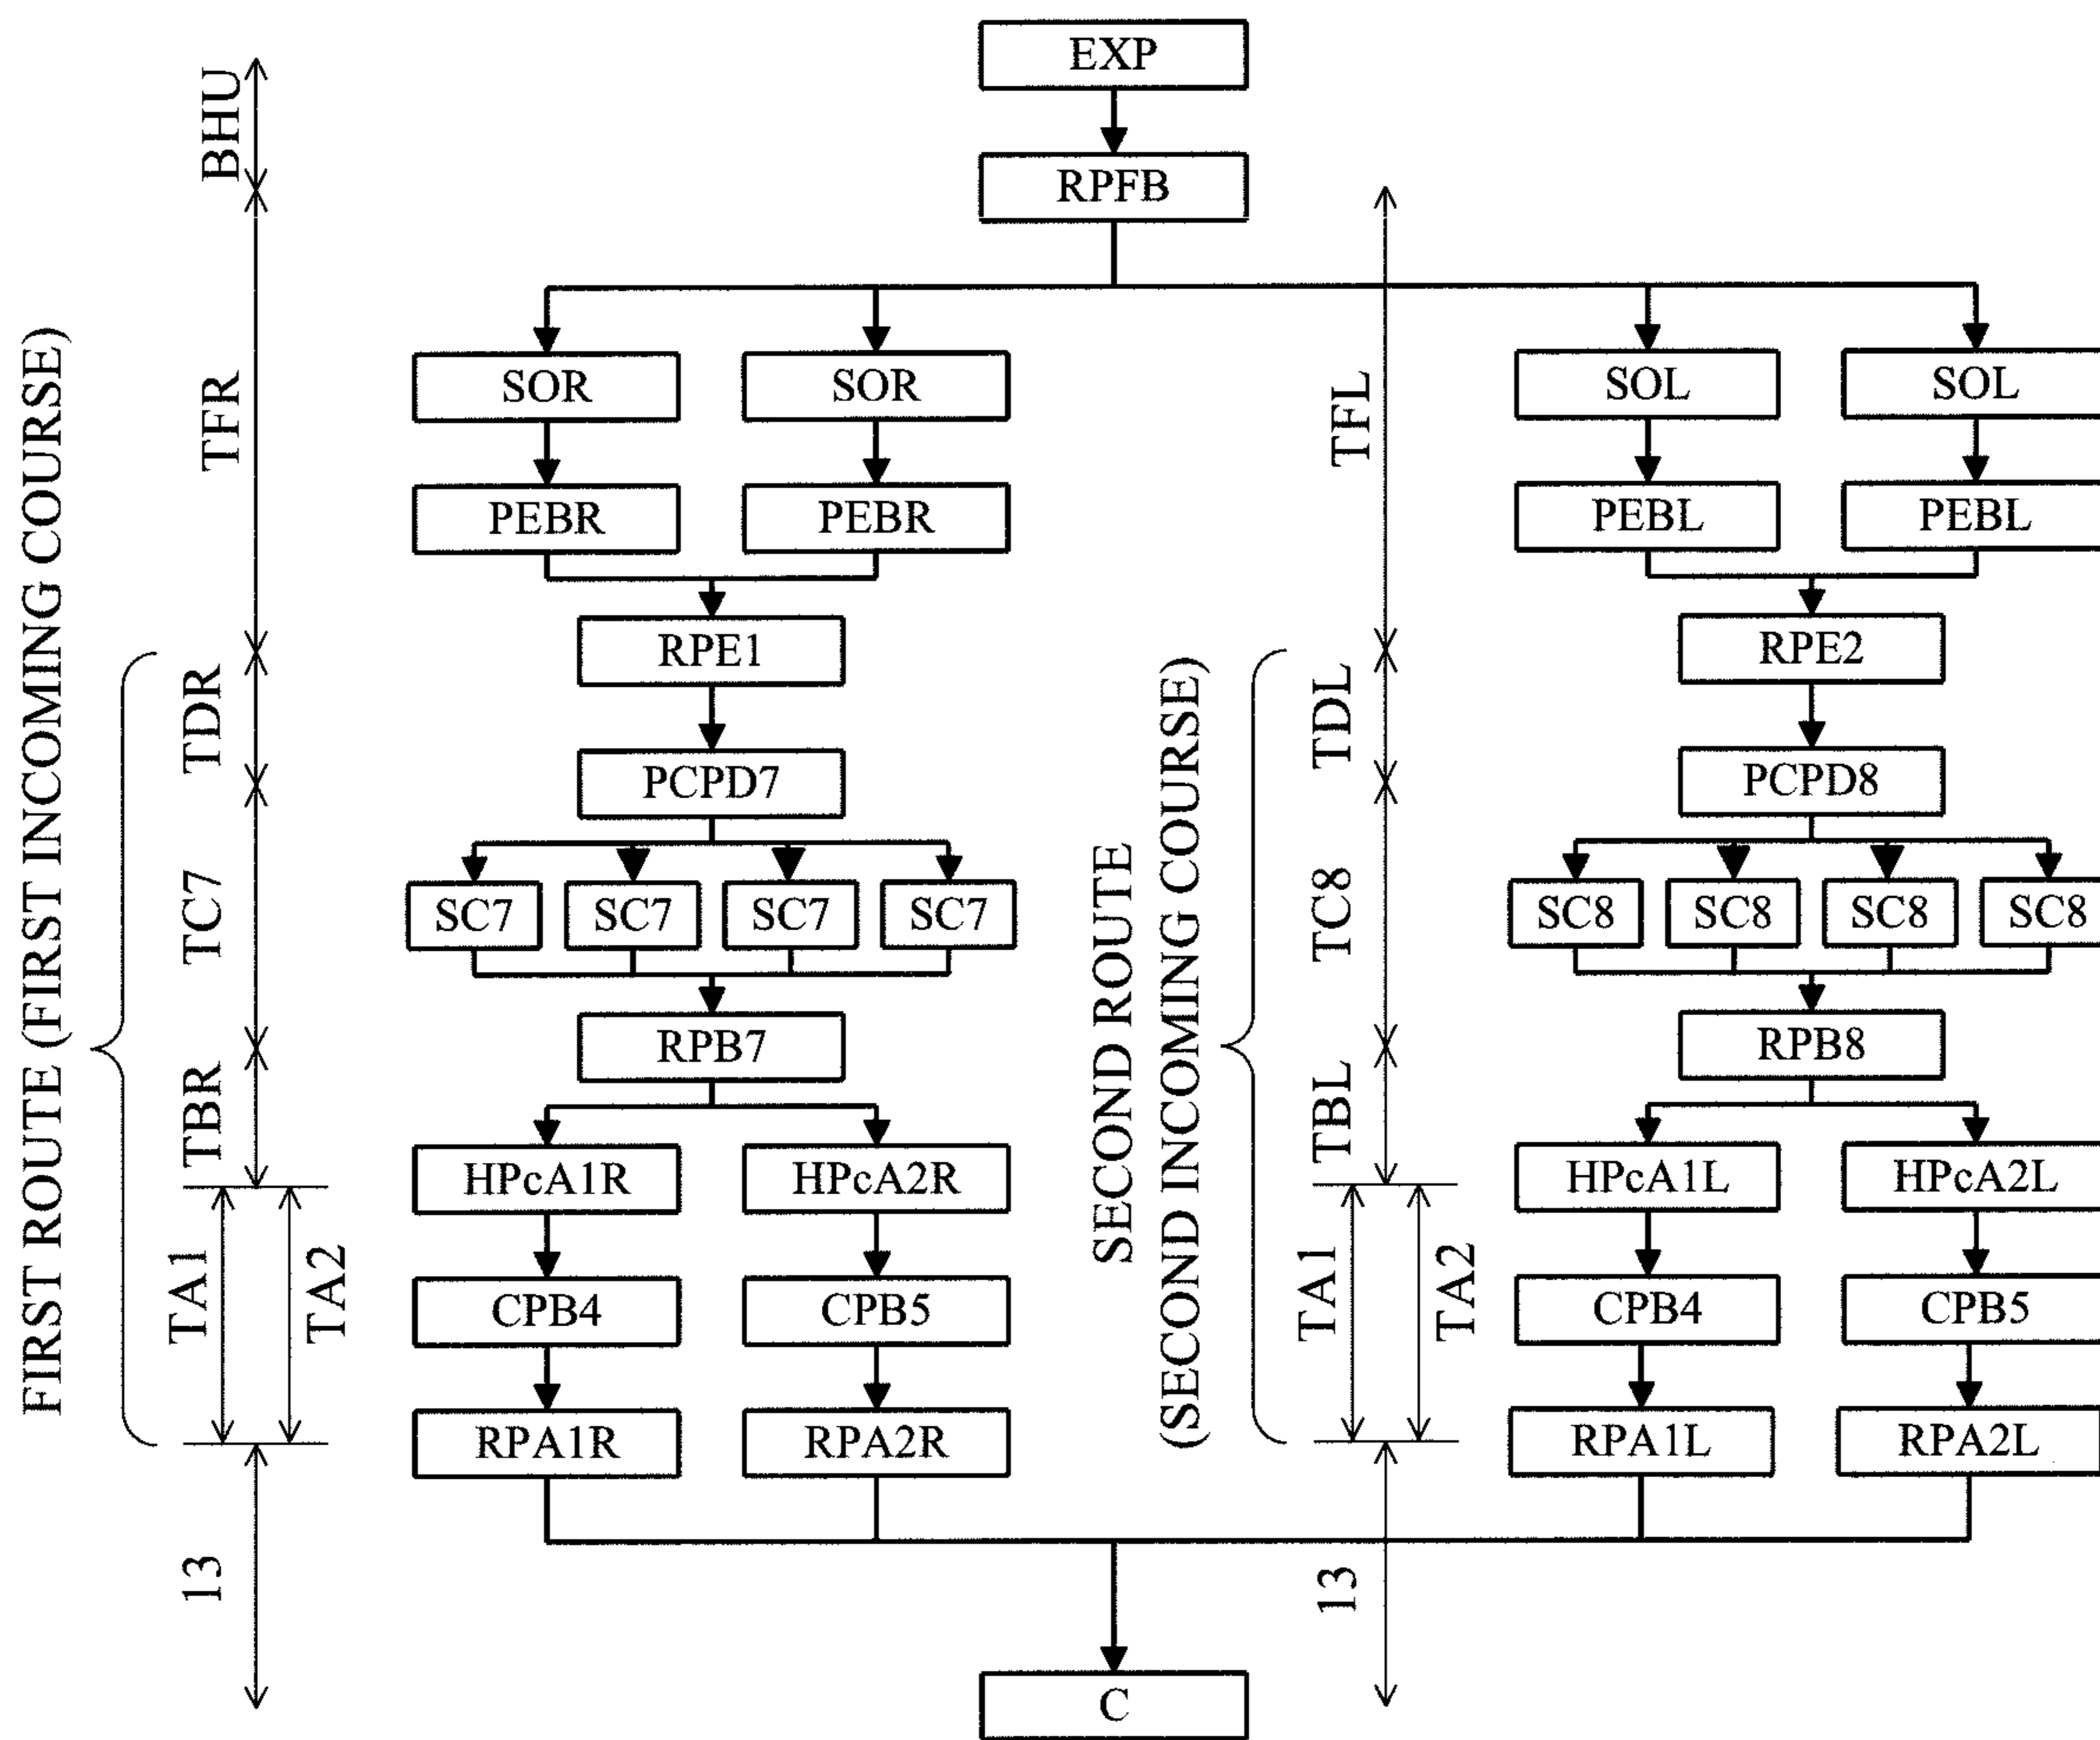 EXP
BHU
RPFB
SOR SOR SOL SOL
TFR
TFL
PEBR PEBR PEBL PEBL
RPE1 RPE2
FIRST ROUTE (FIRST INCOMING COURSE)
SECOND ROUTE
(SECOND INCOMING COURSE)
TDR
TDL
PCPD7 PCPD8
TC7
TC8
SC7 SC7 SC7 SC7 SC8 SC8 SC8 SC8
RPB7 RPB8
TBR
TBL
HPcA1R HPcA2R HPcA1L HPcA2L
TA1 TA2
TA1 TA2
CPB4 CPB5 CPB4 CPB5
RPA1R RPA2R RPA1L RPA2L
13
13
C